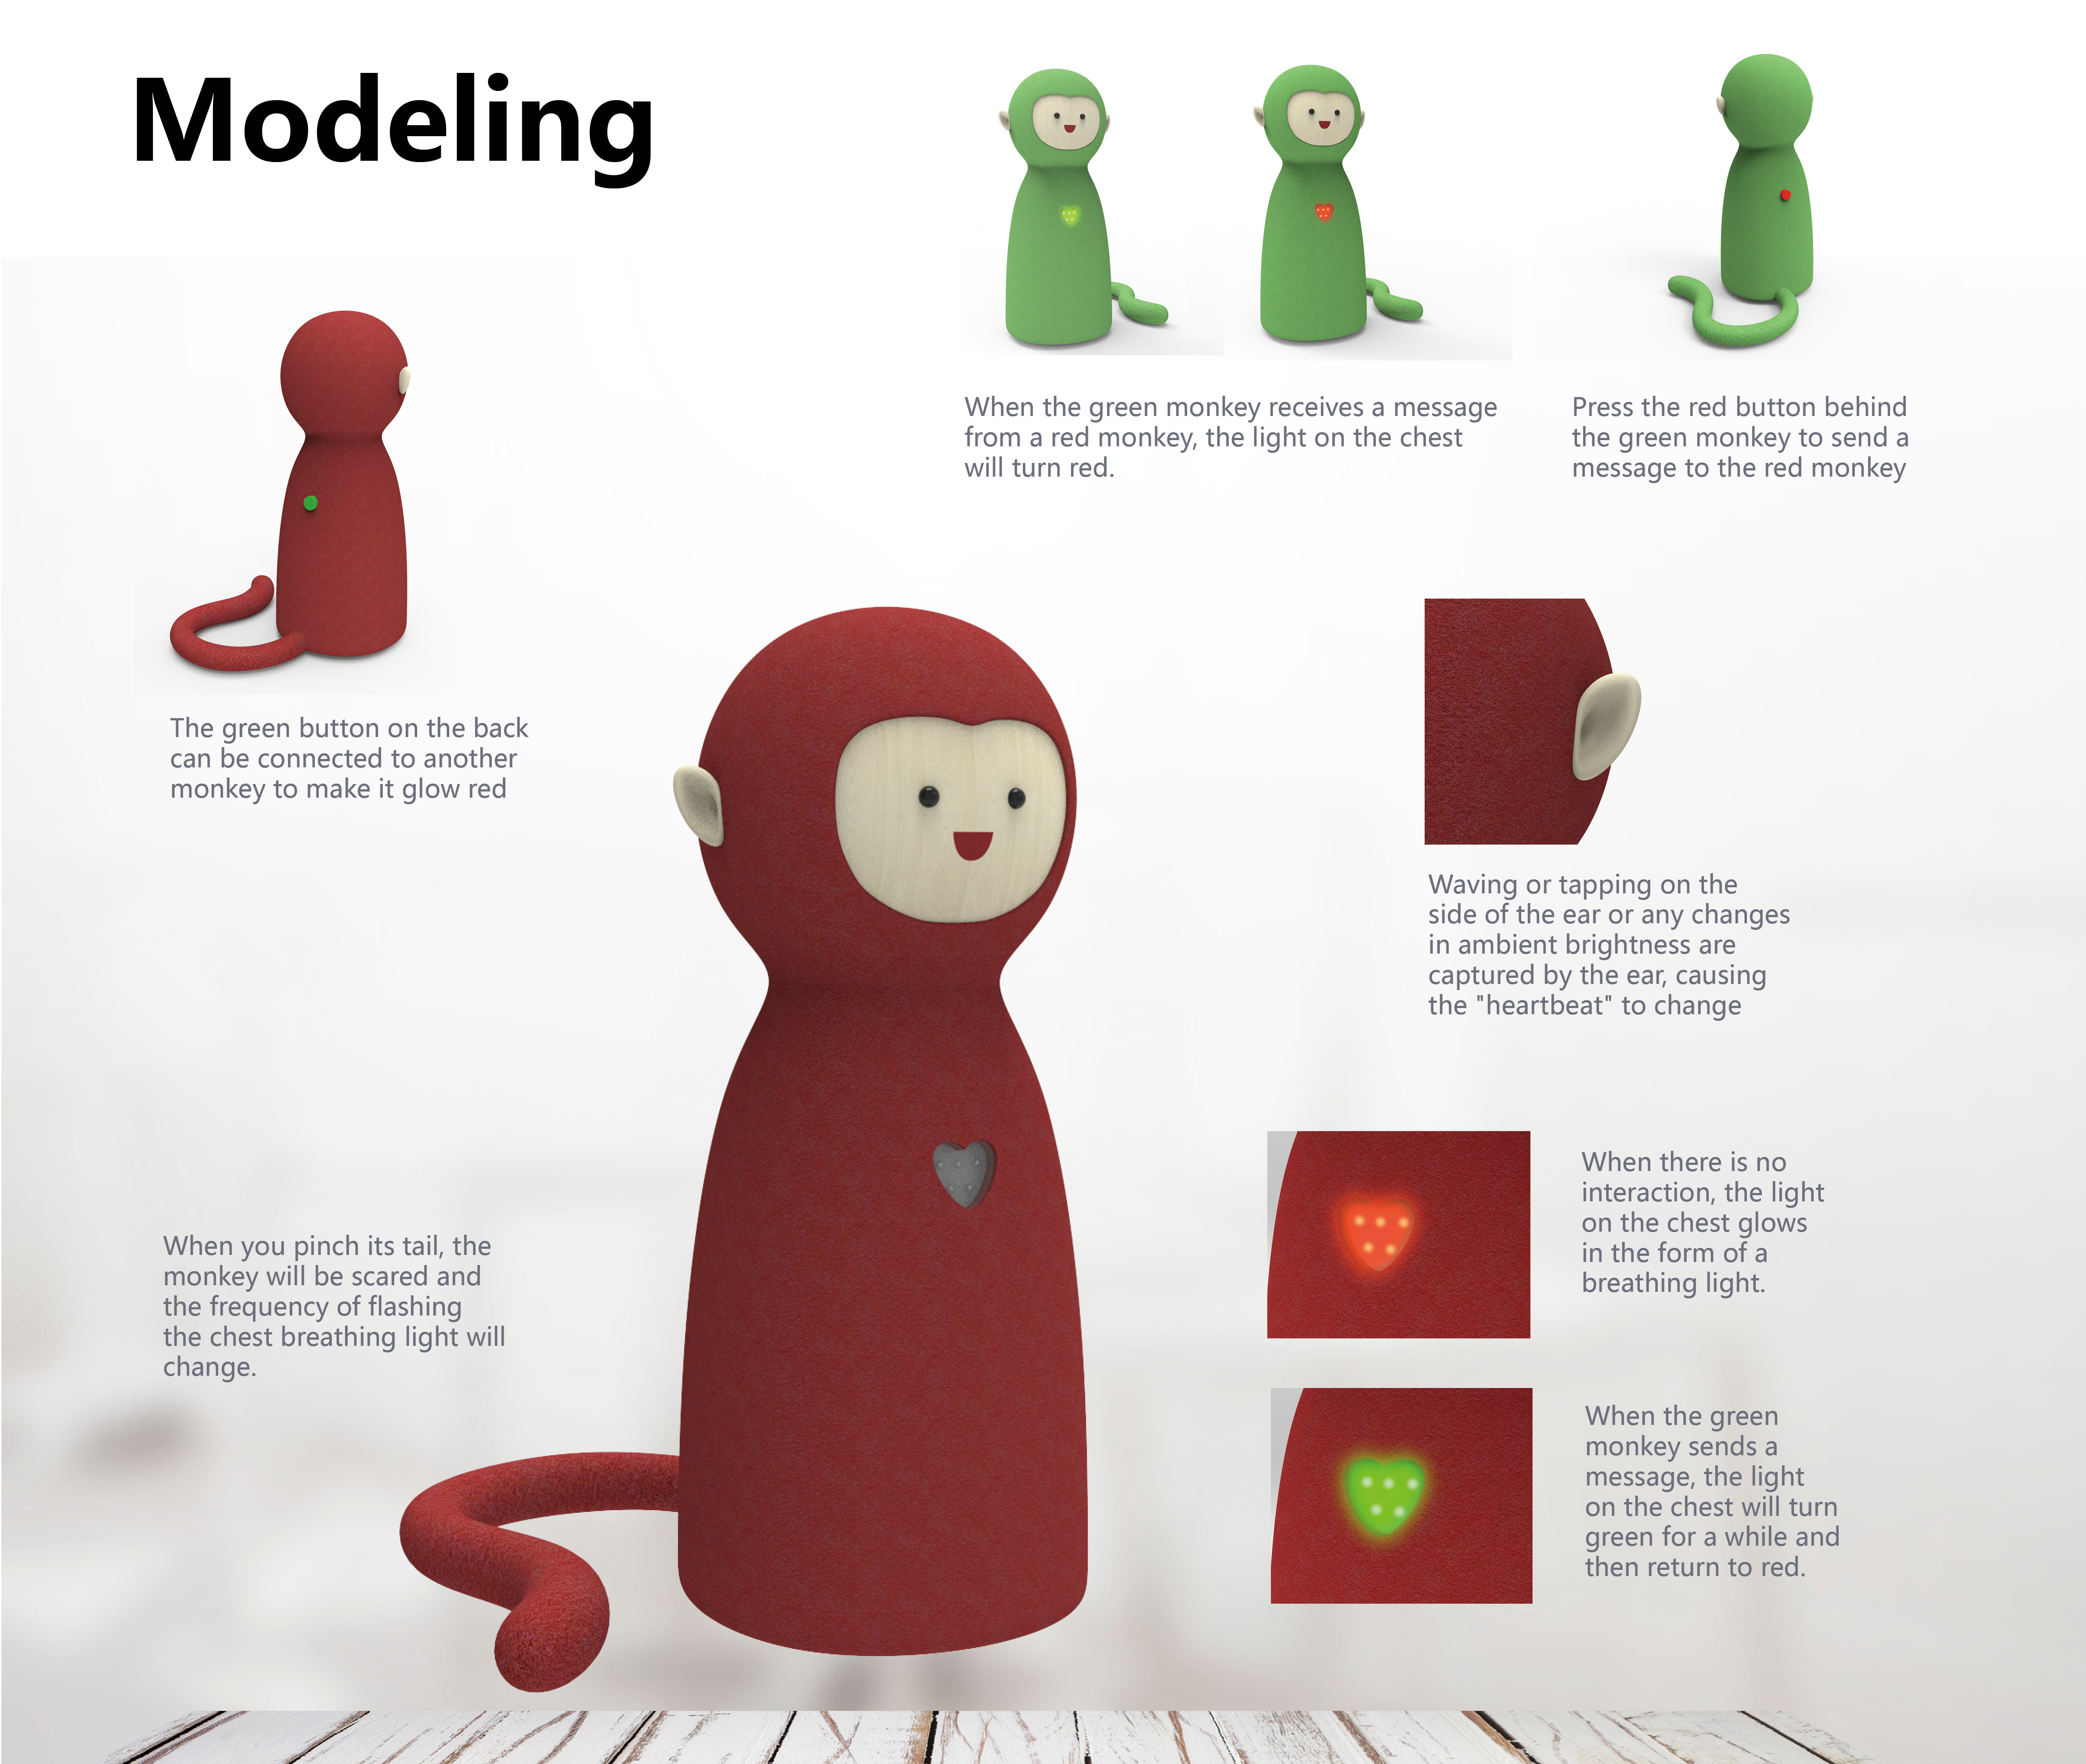 Modeling
When the green monkey receives a message
from a red monkey, the light on the chest
will turn red.
Press the red button behind
the green monkey to send a
message to the red monkey
The green button on the back
can be connected to another
monkey to make it glow red
Waving or tapping on the
side of the ear or any changes
in ambient brightness are
captured by the ear, causing
the "heartbeat" to change
When there is no
interaction, the light
on the chest glows
in the form of a
breathing light.
When you pinch its tail, the
monkey will be scared and
the frequency of flashing
the chest breathing light will
change.
When the green
monkey sends a
message, the light
on the chest will turn
green for a while and
then return to red.